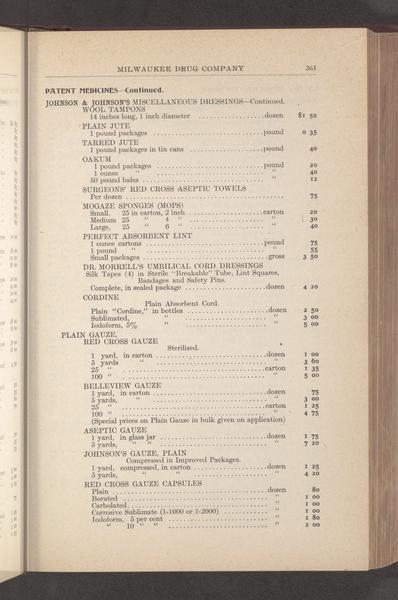 MILWAUKEE DRUG COMPANY 363
PATENT MEDICINES—Continued.
JOHNSON & JOHNSON'S MISCELLANEOUS DRESSINGS—Continued.
WOOL TAMPONS
14 inches long, 1 inch diameter ..................dozen $1 50
PLAIN JUTE
1 pound packages ..............................pound 0 35
TARRED JUTE
1 pound packages in tin cans ....................pound 40
OAKUM
1 pound packages ..............................pound 20
1 ounce " .............................. " 40
50 pound bales ................................ " 12
SURGEONS' RED CROSS ASEPTIC TOWELS
Per dozen ........................................ 75
MOGAZE SPONGES (MOPS)
Small, 25 in carton, 2 inch ....................carton 20
Medium 25 " 4 " .................... " 30
Large, 25 " 6 " .................... " 40
PERFECT ABSORBENT LINT
1 ounce cartons ..............................pound 75
1 pound " .............................. " 55
Small packages ................................gross 3 50
DR. MORRELL'S UMBILICAL CORD DRESSINGS
Silk Tapes (4) in Sterile "Breakable" Tube, Lint Squares,
Bandages and Safety Pins.
Complete, in sealed package ....................dozen 4 20
CORDINE
Plain Absorbent Cord.
Plain "Cordine," in bottles ....................dozen 2 50
Sublimated, " .................... " 3 00
Iodoform, 5% " .................... " 5 00
PLAIN GAUZE.
RED CROSS GAUZE
Sterilized.
1 yard, in carton ..............................dozen 1 00
5 yards " .............................. " 3 60
25 " ..............................carton 1 35
100 " .............................. " 5 00
BELLEVIEW GAUZE
1 yard, in carton ..............................dozen 75
5 yards, " .............................. " 3 00
25 " ..............................carton 1 25
100 " .............................. " 4 75
(Special prices on Plain Gauze in bulk given on application)
ASEPTIC GAUZE
1 yard, in glass jar ............................dozen 1 75
5 yards, " " ............................ " 7 20
JOHNSON'S GAUZE, PLAIN
Compressed in Improved Packages.
1 yard, compressed, in carton ....................dozen 1 25
5 yards, " " .................... " 4 20
RED CROSS GAUZE CAPSULES
Plain ........................................dozen 80
Borated ........................................ " 1 00
Carbolated ...................................... " 1 00
Corrosive Sublimate (1-1000 or 1-2000) ............ " 1 00
Iodoform, 5 per cent ............................ " 1 80
" 10 " " ............................ " 2 00